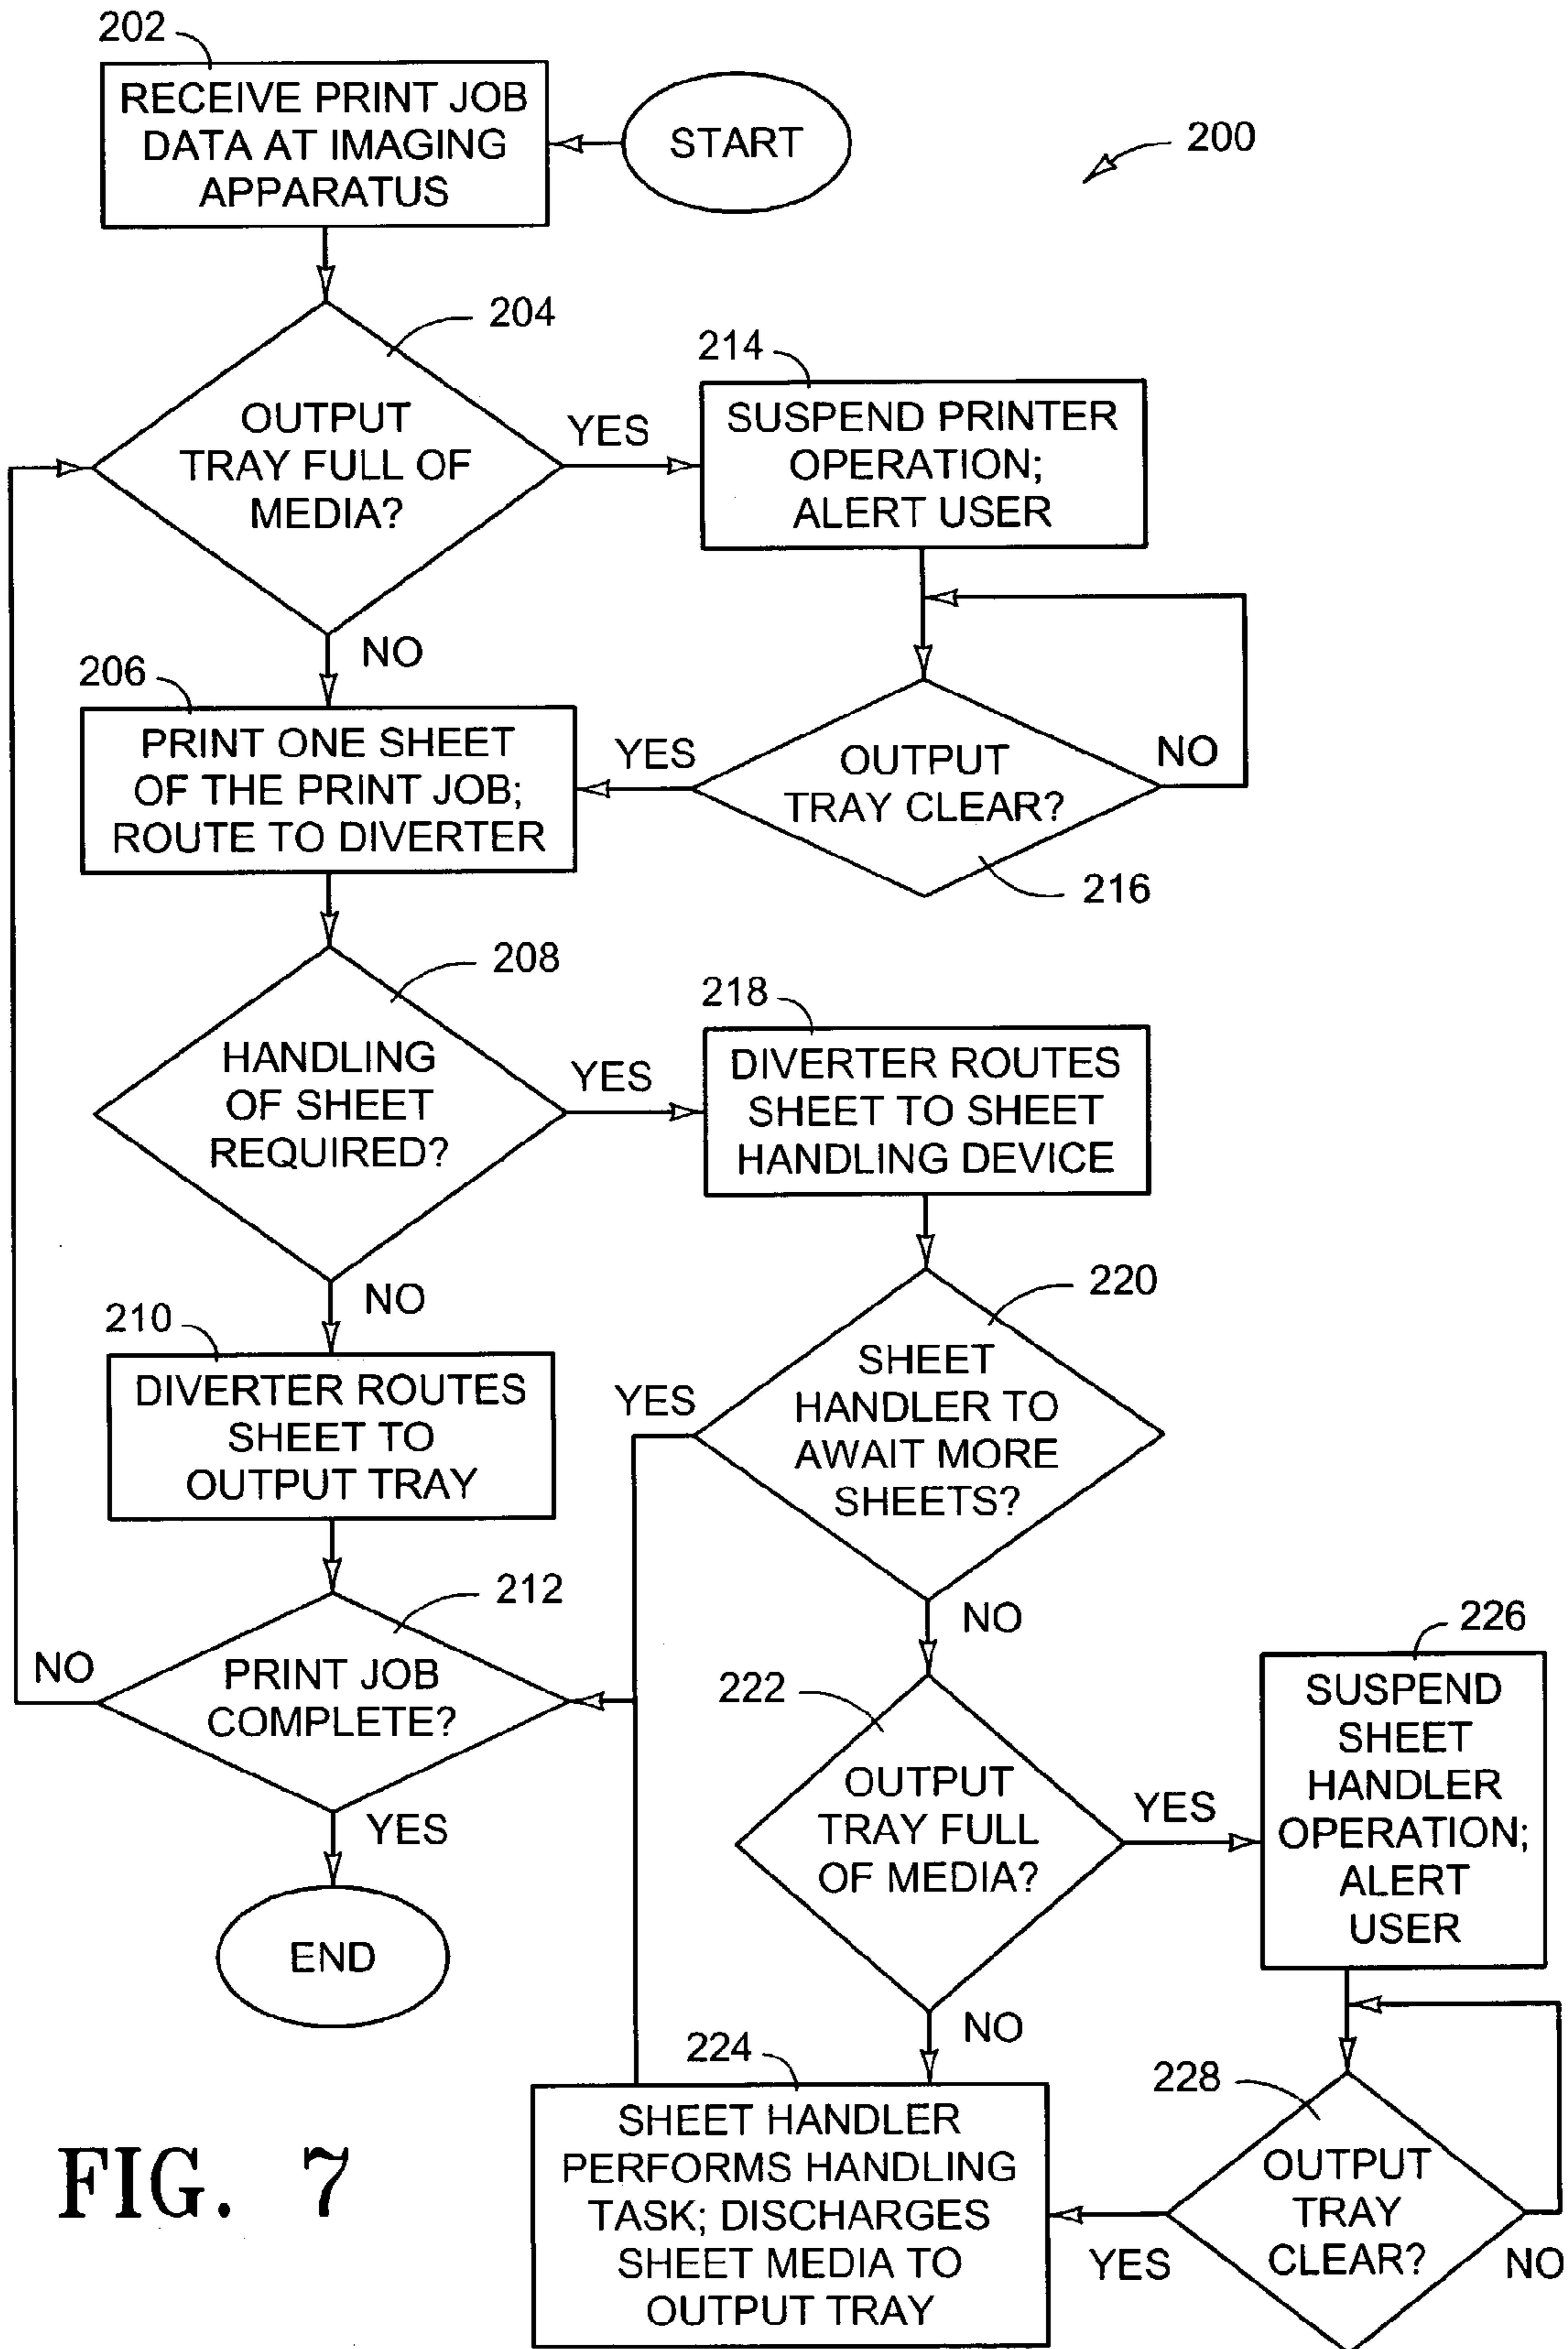 202
RECEIVE PRINT JOB
DATA AT IMAGING
APPARATUS
START
200
204
OUTPUT
TRAY FULL OF
MEDIA?
YES
NO
214
SUSPEND PRINTER
OPERATION;
ALERT USER
206
PRINT ONE SHEET
OF THE PRINT JOB;
ROUTE TO DIVERTER
YES
OUTPUT
TRAY CLEAR?
NO
216
208
HANDLING
OF SHEET
REQUIRED?
YES
NO
218
DIVERTER ROUTES
SHEET TO SHEET
HANDLING DEVICE
210
DIVERTER ROUTES
SHEET TO
OUTPUT TRAY
220
YES
SHEET
HANDLER TO
AWAIT MORE
SHEETS?
NO
212
NO
PRINT JOB
COMPLETE?
YES
END
222
OUTPUT
TRAY FULL
OF MEDIA?
YES
NO
226
SUSPEND
SHEET
HANDLER
OPERATION;
ALERT
USER
224
SHEET HANDLER
PERFORMS HANDLING
TASK; DISCHARGES
SHEET MEDIA TO
OUTPUT TRAY
228
OUTPUT
TRAY
CLEAR?
YES
NO
FIG. 7